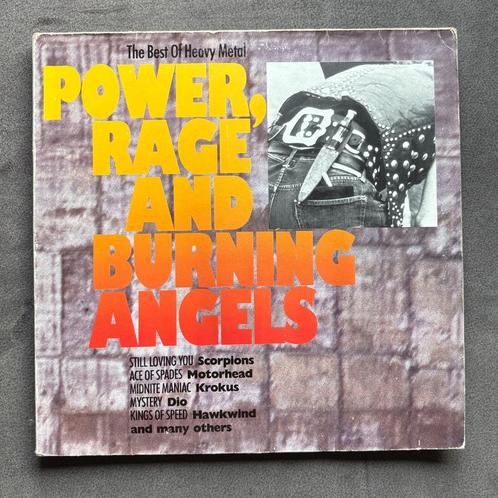 The Best Of Heavy Metal
POWER,
RAGE
AND
BURNING
ANGELS
STILL LOVING YOU Scorpions
ACE OF SPADES Motorhead
MIDNITE MANIAC Krokus
MYSTERY Dio
KINGS OF SPEED Hawkwind
and many others